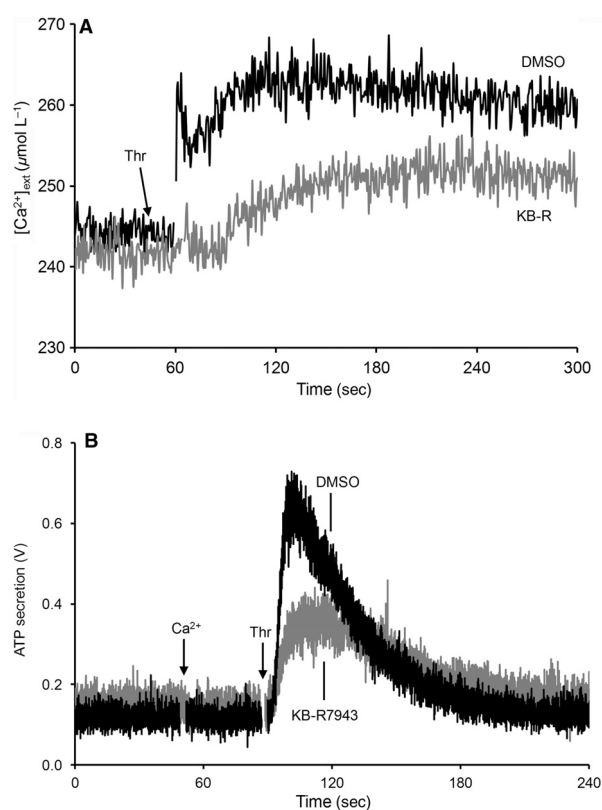 A
270
260
250
240
230
[Ca²⁺]ext (µmol L⁻¹)
Thr
DMSO
KB-R
0 60 120 180 240 300
Time (sec)
B
0.8
0.6
0.4
0.2
0.0
ATP secretion (V)
Ca²⁺
Thr
DMSO
KB-R7943
0 60 120 180 240
Time (sec)